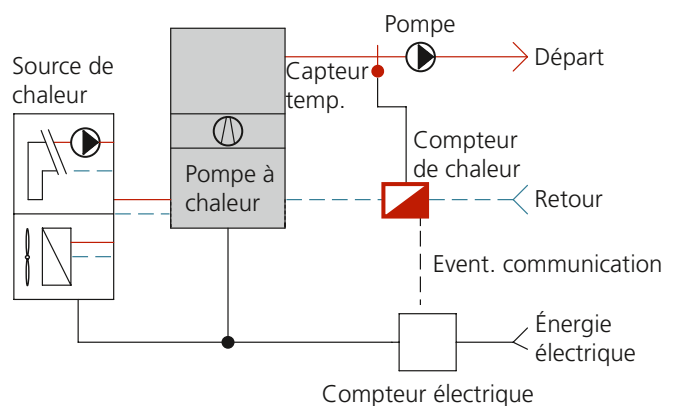 Pompe
Source de
chaleur
Capteur
temp.
Départ
Compteur
de chaleur
Pompe à
chaleur
Retour
Event. communication
Énergie
électrique
Compteur électrique